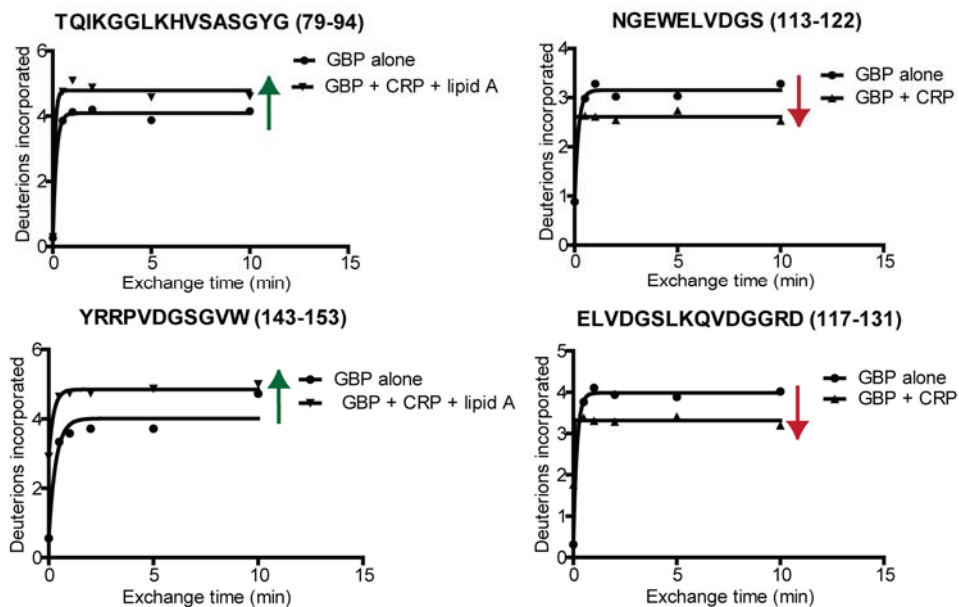 TQIKGGLKHVSASGYG (79-94)
Deuterions incorporated
6
4
2
0
0 5 10 15
Exchange time (min)
GBP alone
GBP + CRP + lipid A
NGEWELVDGS (113-122)
Deuterions incorporated
4
3
2
1
0
0 5 10 15
Exchange time (min)
GBP alone
GBP + CRP
YRRPVDGSGVW (143-153)
Deuterions incorporated
6
4
2
0
0 5 10 15
Exchange time (min)
GBP alone
GBP + CRP + lipid A
ELVDGSLKQVDGGRD (117-131)
Deuterions incorporated
5
4
3
2
1
0
0 5 10 15
Exchange time (min)
GBP alone
GBP + CRP